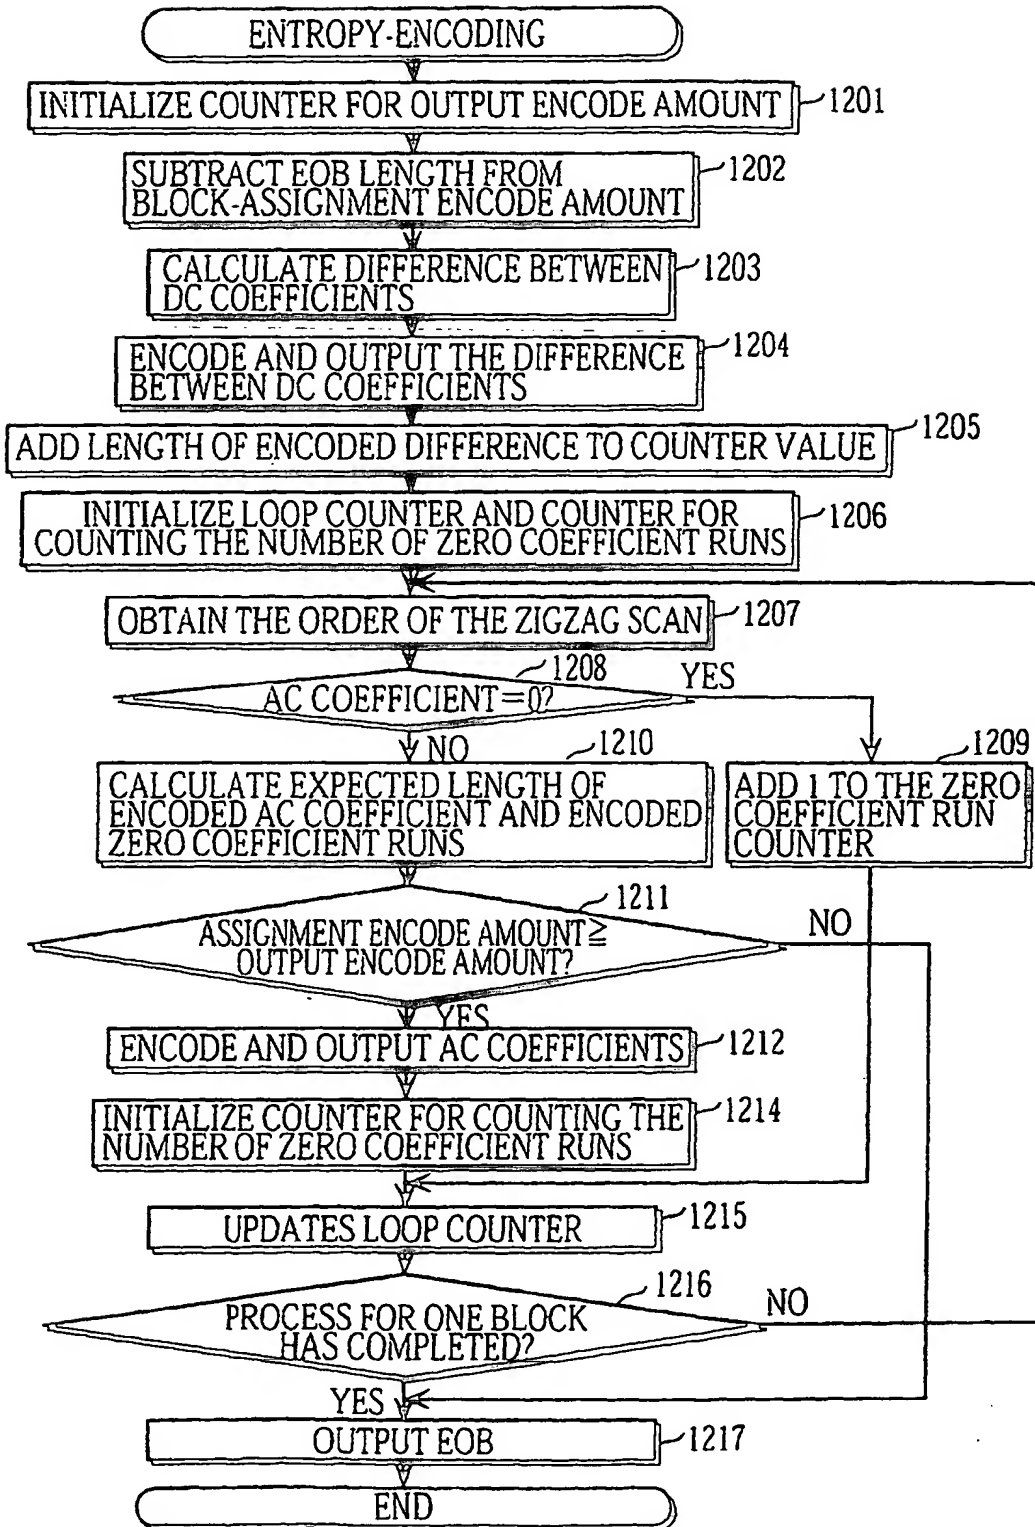 ENTROPY-ENCODING
INITIALIZE COUNTER FOR OUTPUT ENCODE AMOUNT
1201
SUBTRACT EOB LENGTH FROM
BLOCK-ASSIGNMENT ENCODE AMOUNT
1202
CALCULATE DIFFERENCE BETWEEN
DC COEFFICIENTS
1203
ENCODE AND OUTPUT THE DIFFERENCE
BETWEEN DC COEFFICIENTS
1204
ADD LENGTH OF ENCODED DIFFERENCE TO COUNTER VALUE
1205
INITIALIZE LOOP COUNTER AND COUNTER FOR
COUNTING THE NUMBER OF ZERO COEFFICIENT RUNS
1206
OBTAIN THE ORDER OF THE ZIGZAG SCAN
1207
1208
AC COEFFICIENT=0?
YES
NO
1210
CALCULATE EXPECTED LENGTH OF
ENCODED AC COEFFICIENT AND ENCODED
ZERO COEFFICIENT RUNS
1209
ADD 1 TO THE ZERO
COEFFICIENT RUN
COUNTER
1211
ASSIGNMENT ENCODE AMOUNT≧
OUTPUT ENCODE AMOUNT?
NO
YES
ENCODE AND OUTPUT AC COEFFICIENTS
1212
INITIALIZE COUNTER FOR COUNTING THE
NUMBER OF ZERO COEFFICIENT RUNS
1214
UPDATES LOOP COUNTER
1215
1216
PROCESS FOR ONE BLOCK
HAS COMPLETED?
NO
YES
OUTPUT EOB
1217
END